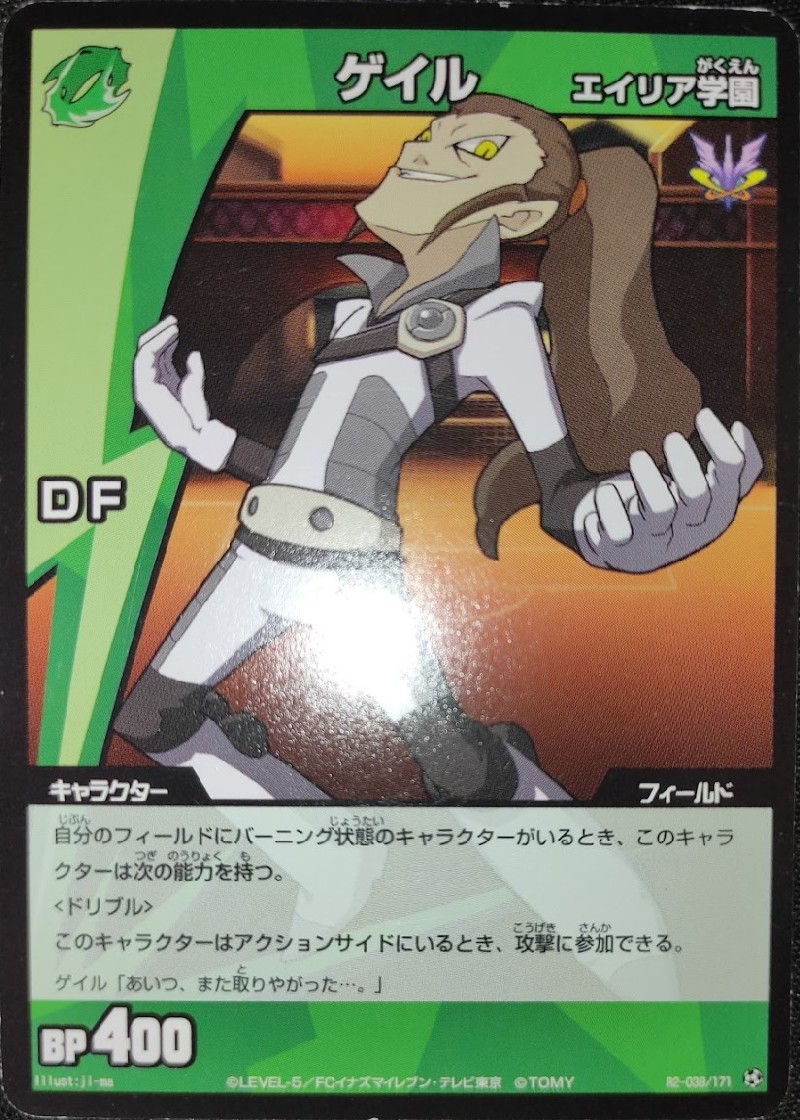 ゲイル
エイリア学園
がくえん
DF
キャラクター
フィールド
じぶん じょうたい
自分のフィールドにバーニング状態のキャラクターがいるとき、このキャラ
つぎ のうりょく も
クターは次の能力を持つ。
<ドリブル>
こうげき さんか
このキャラクターはアクションサイドにいるとき、攻撃に参加できる。
と
ゲイル「あいつ、また取りやがった…。」
BP400
Illust:ji-ma
©LEVEL-5/FCイナズマイレブン・テレビ東京 ©TOMY